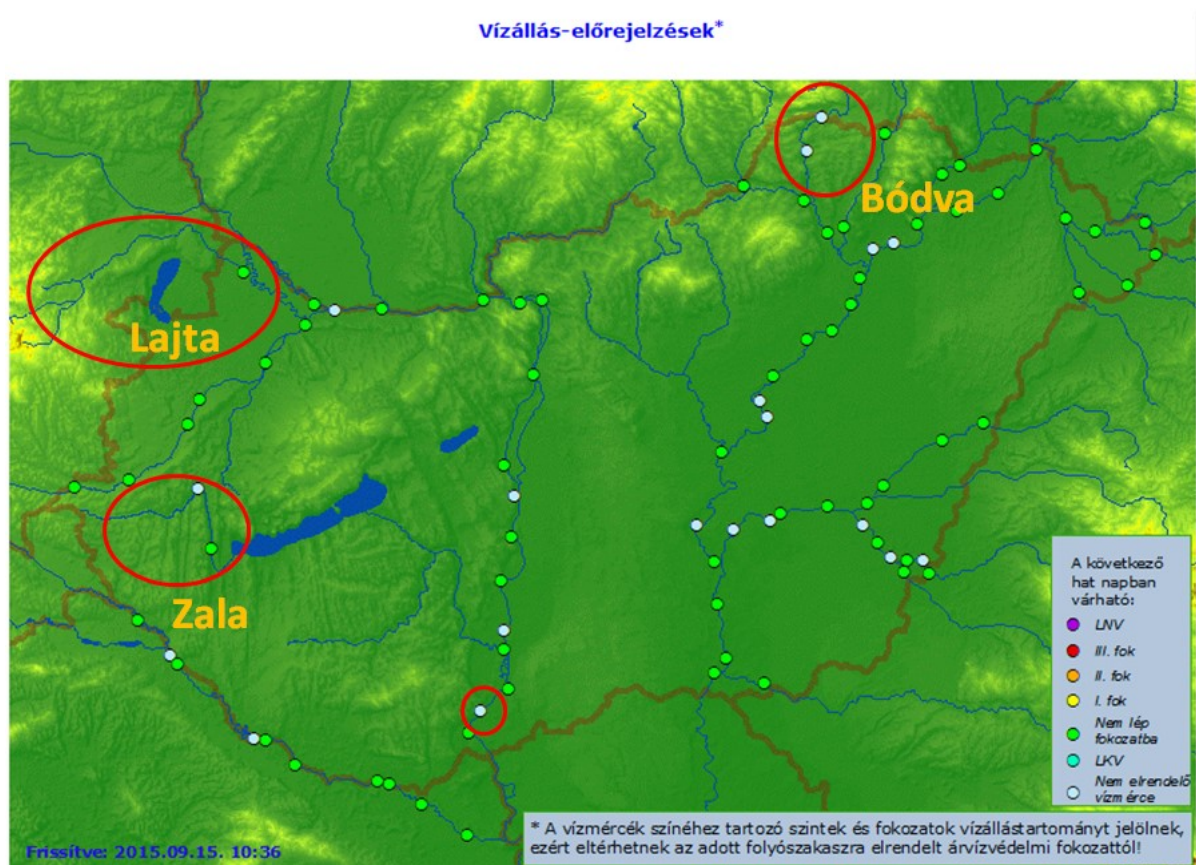 Vízállás-előrejelzések*
Bódva
Lajta
Zala
A következő
hat napban
várható:
LNV
III. fok
II. fok
I. fok
Nem lép
fokozatba
LKV
Nem elrendelő
vízmérce
* A vízmércék színéhez tartozó szintek és fokozatok vízállástartományt jelölnek,
ezért eltérhetnek az adott folyószakaszra elrendelt árvízvédelmi fokozattól!
Frissítve: 2015.09.15. 10:36